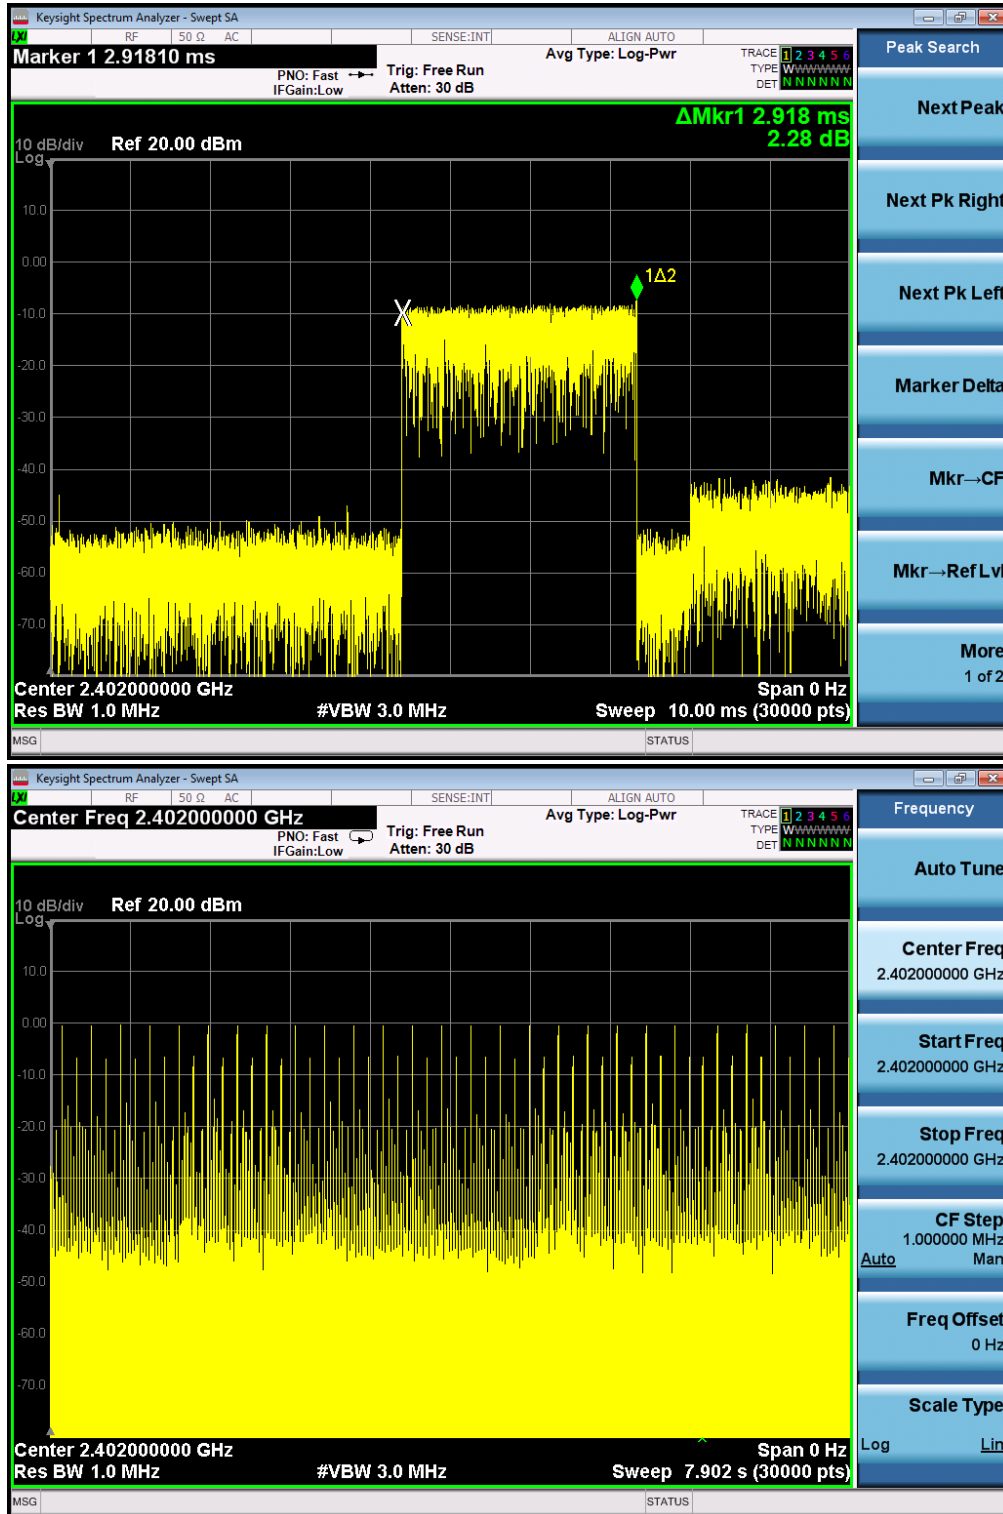 Keysight Spectrum Analyzer - Swept SA
LXI RF 50 Ω AC SENSE:INT ALIGN AUTO
Marker 1 2.91810 ms
PNO: Fast
IFGain:Low
Trig: Free Run
Atten: 30 dB
Avg Type: Log-Pwr
TRACE 1 2 3 4 5 6
TYPE WWWWWW
DET N N N N N N
ΔMkr1 2.918 ms
2.28 dB
10 dB/div Ref 20.00 dBm
Log
10.0
0.00
-10.0
-20.0
-30.0
-40.0
-50.0
-60.0
-70.0
X
1Δ2
Center 2.402000000 GHz Span 0 Hz
Res BW 1.0 MHz #VBW 3.0 MHz Sweep 10.00 ms (30000 pts)
MSG STATUS
Peak Search
Next Peak
Next Pk Right
Next Pk Left
Marker Delta
Mkr→CF
Mkr→Ref Lvl
More
1 of 2
Keysight Spectrum Analyzer - Swept SA
LXI RF 50 Ω AC SENSE:INT ALIGN AUTO
Center Freq 2.402000000 GHz
PNO: Fast
IFGain:Low
Trig: Free Run
Atten: 30 dB
Avg Type: Log-Pwr
TRACE 1 2 3 4 5 6
TYPE WWWWWW
DET N N N N N N
10 dB/div Ref 20.00 dBm
Log
10.0
0.00
-10.0
-20.0
-30.0
-40.0
-50.0
-60.0
-70.0
Center 2.402000000 GHz Span 0 Hz
Res BW 1.0 MHz #VBW 3.0 MHz Sweep 7.902 s (30000 pts)
MSG STATUS
Frequency
Auto Tune
Center Freq
2.402000000 GHz
Start Freq
2.402000000 GHz
Stop Freq
2.402000000 GHz
CF Step
1.000000 MHz
Auto Man
Freq Offset
0 Hz
Scale Type
Log Lin